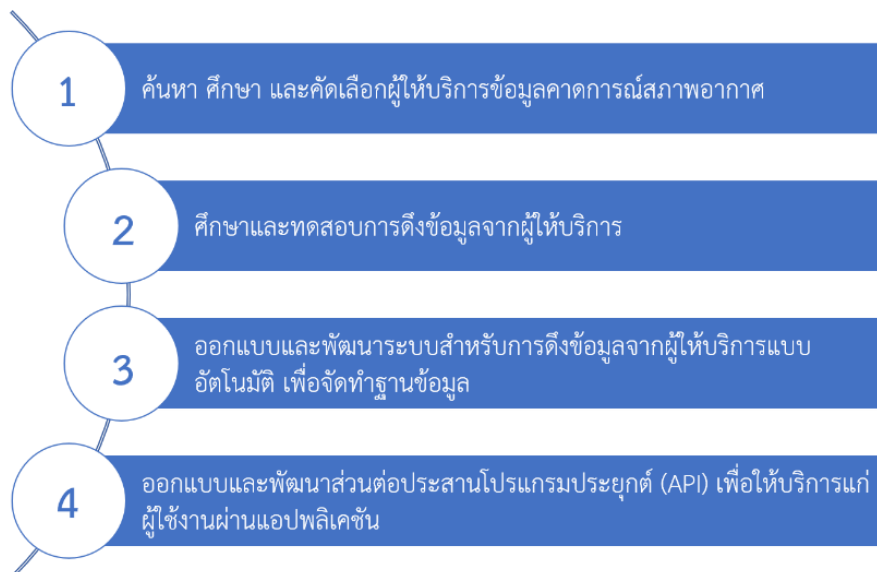 1
ค้นหา ศึกษา และคัดเลือกผู้ให้บริการข้อมูลคาดการณ์สภาพอากาศ
2
ศึกษาและทดสอบการดึงข้อมูลจากผู้ให้บริการ
3
ออกแบบและพัฒนาระบบสำหรับการดึงข้อมูลจากผู้ให้บริการแบบ
อัตโนมัติ เพื่อจัดทำฐานข้อมูล
4
ออกแบบและพัฒนาส่วนต่อประสานโปรแกรมประยุกต์ (API) เพื่อให้บริการแก่
ผู้ใช้งานผ่านแอปพลิเคชัน